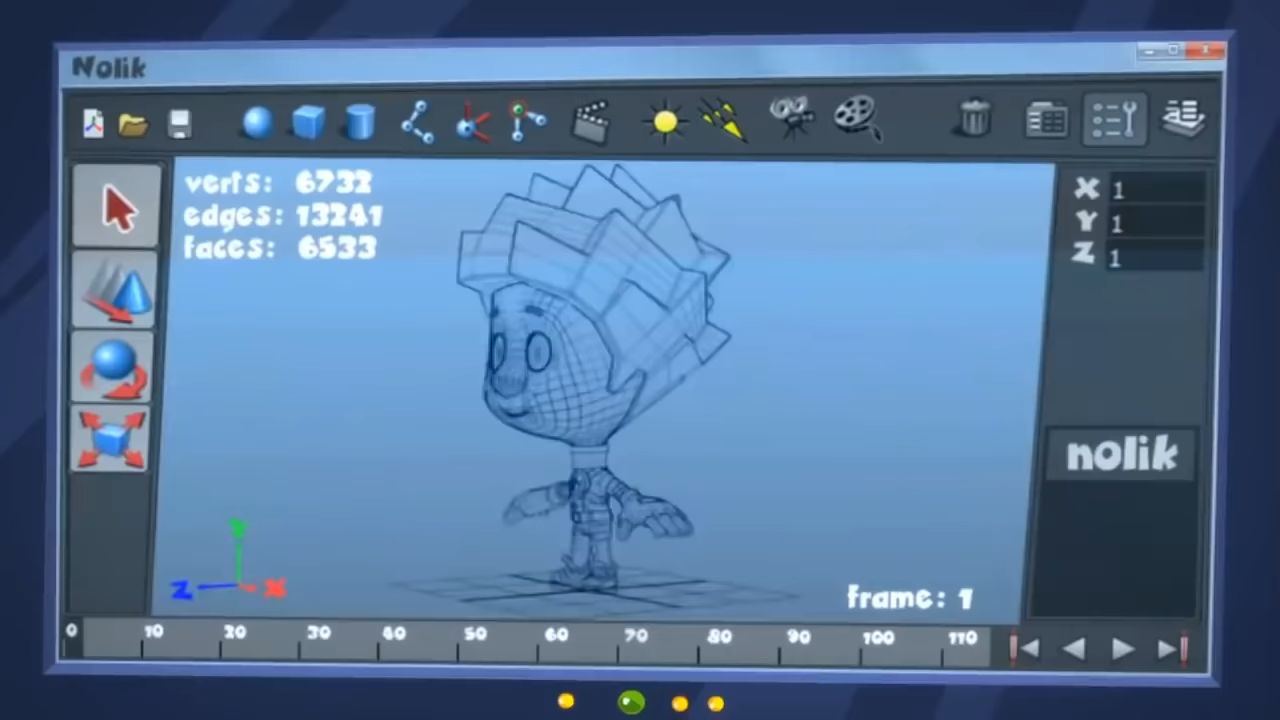 Nolik
verts: 6732
edges: 13241
faces: 6533
X 1
Y 1
Z 1
nolik
Y
Z X
frame: 1
0 10 20 30 40 50 60 70 80 90 100 110